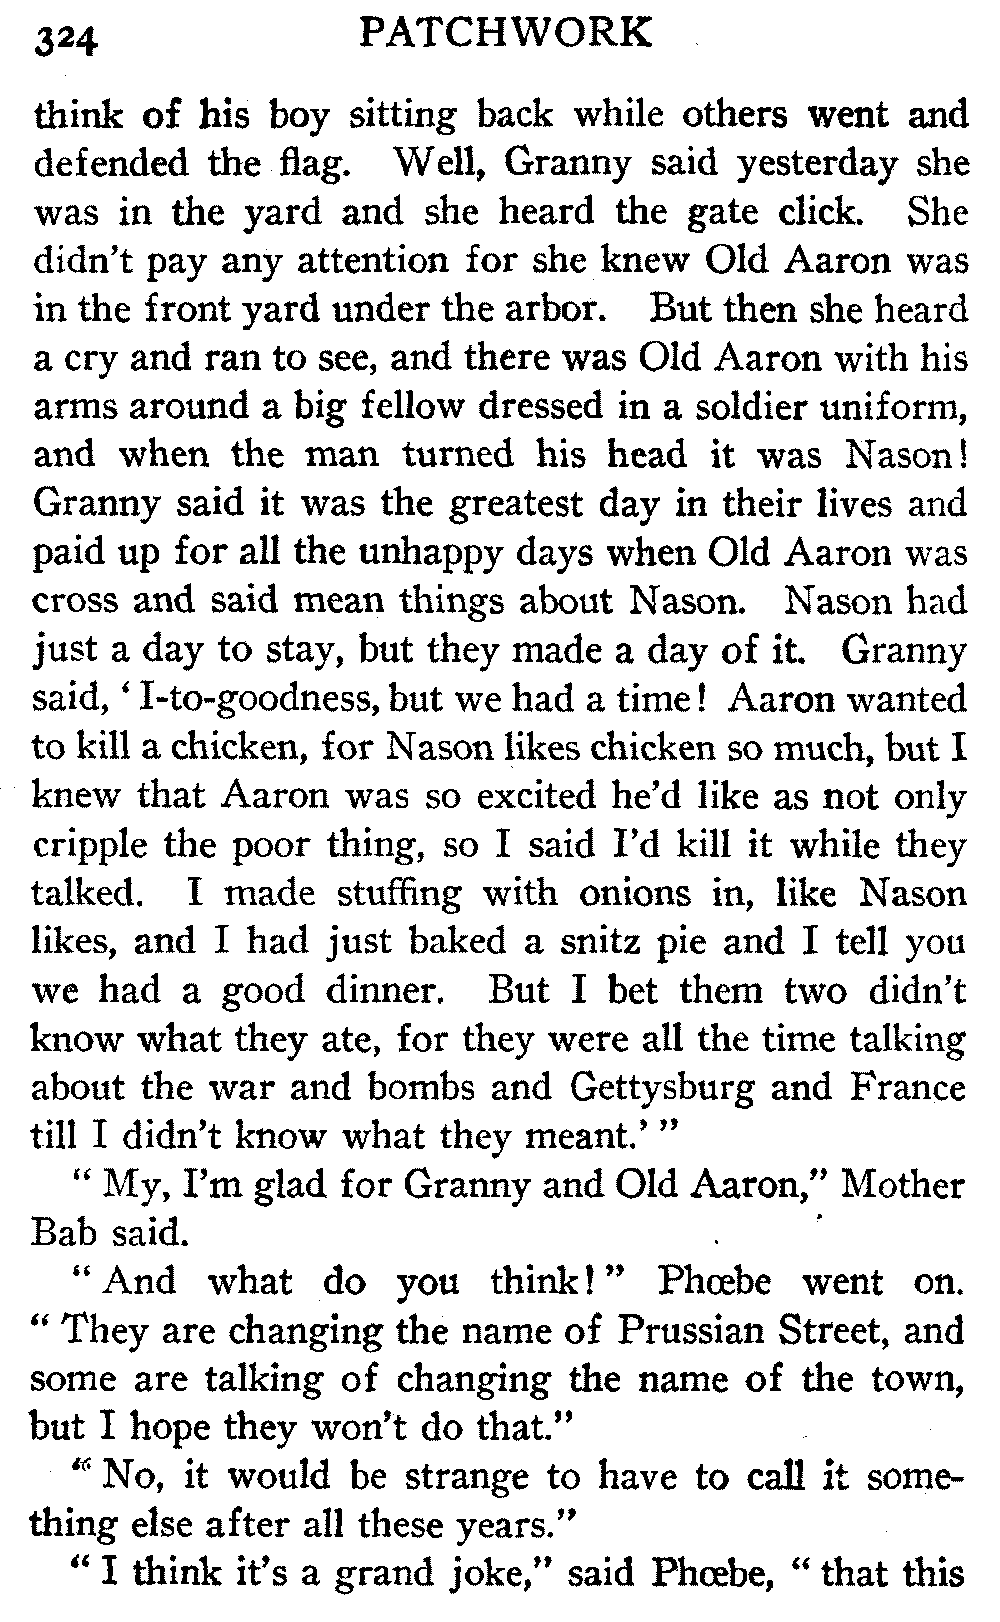 324 PATCHWORK
think of his boy sitting back while others went and
defended the flag. Well, Granny said yesterday she
was in the yard and she heard the gate click. She
didn't pay any attention for she knew Old Aaron was
in the front yard under the arbor. But then she heard
a cry and ran to see, and there was Old Aaron with his
arms around a big fellow dressed in a soldier uniform,
and when the man turned his head it was Nason!
Granny said it was the greatest day in their lives and
paid up for all the unhappy days when Old Aaron was
cross and said mean things about Nason. Nason had
just a day to stay, but they made a day of it. Granny
said, ‘ I-to-goodness, but we had a time! Aaron wanted
to kill a chicken, for Nason likes chicken so much, but I
knew that Aaron was so excited he'd like as not only
cripple the poor thing, so I said I'd kill it while they
talked. I made stuffing with onions in, like Nason
likes, and I had just baked a snitz pie and I tell you
we had a good dinner. But I bet them two didn't
know what they ate, for they were all the time talking
about the war and bombs and Gettysburg and France
till I didn't know what they meant.’ ”
“ My, I'm glad for Granny and Old Aaron,” Mother
Bab said.
“ And what do you think! ” Phœbe went on.
“ They are changing the name of Prussian Street, and
some are talking of changing the name of the town,
but I hope they won't do that.”
“ No, it would be strange to have to call it some-
thing else after all these years.”
“ I think it's a grand joke,” said Phœbe, “ that this